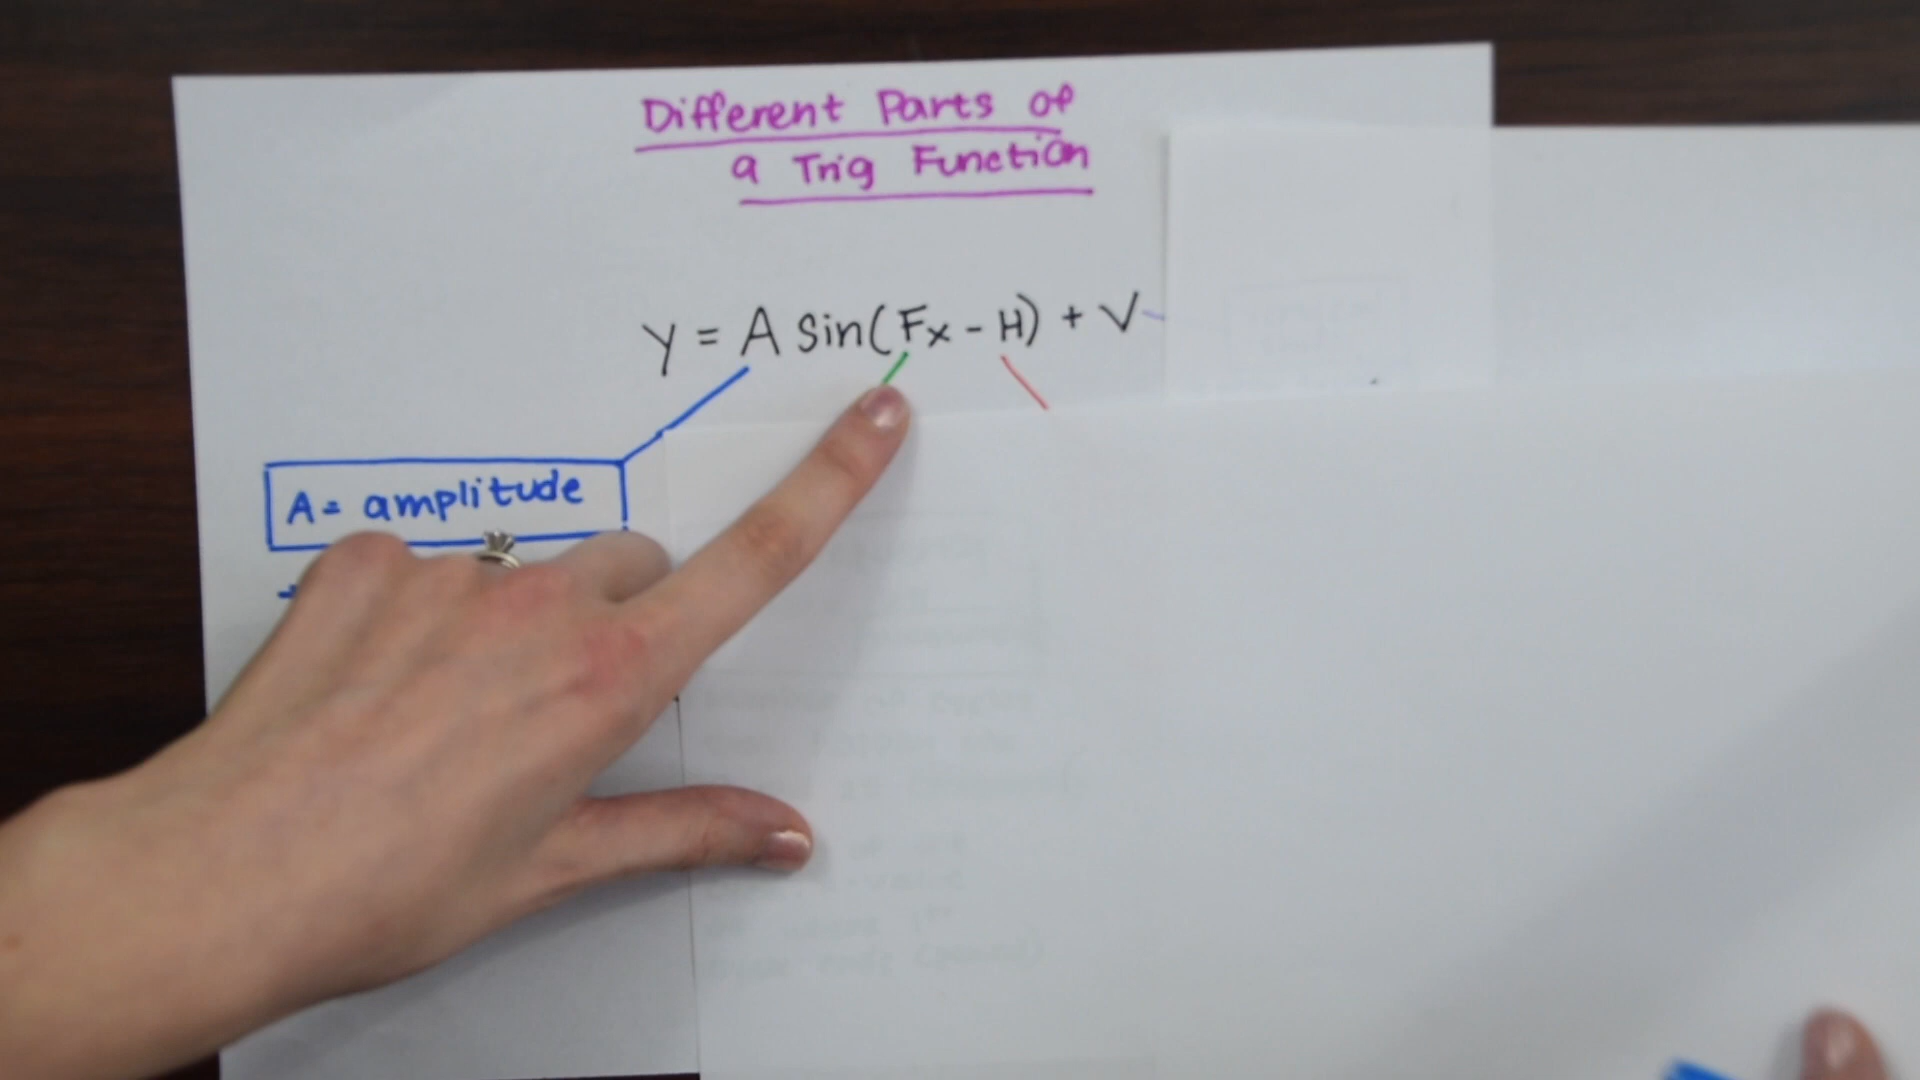 Different Parts of
a Trig Function
y = A sin(Fx - H) + V
A = amplitude